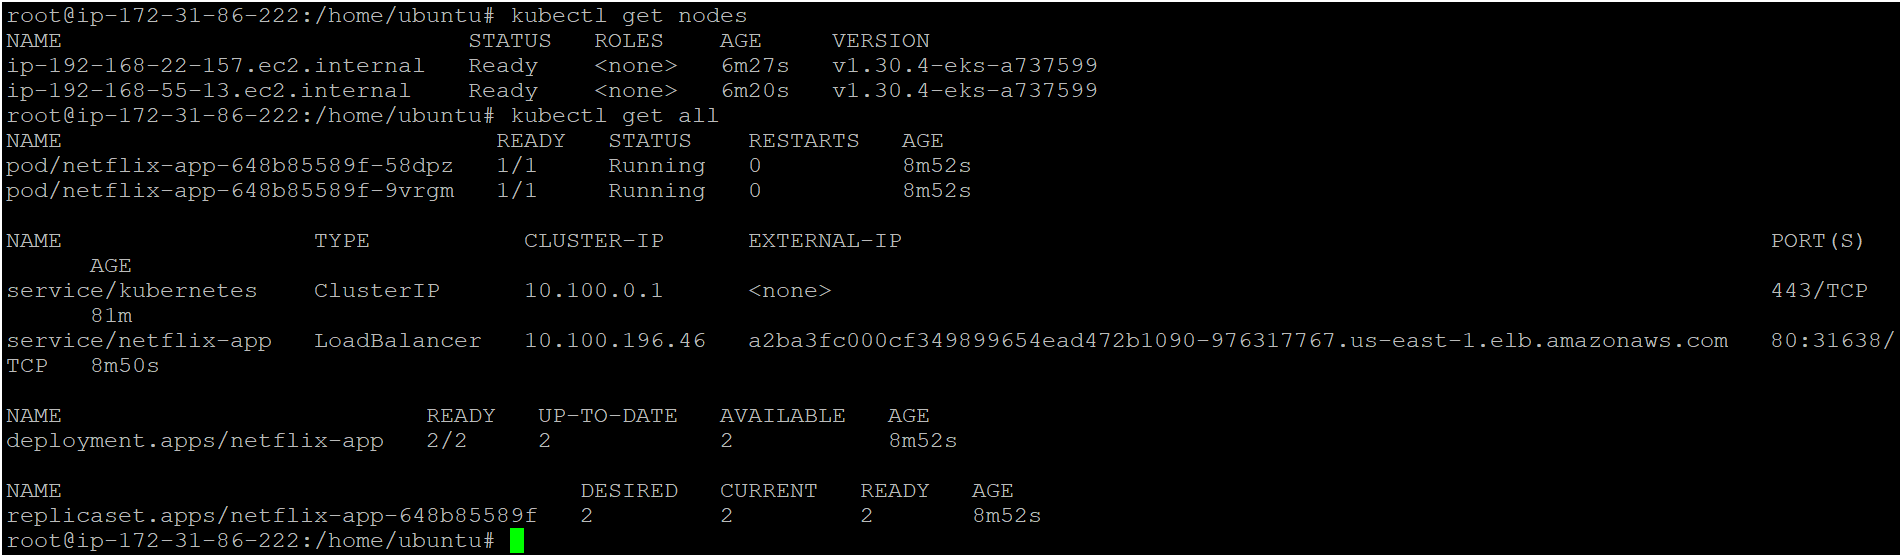 root@ip-172-31-86-222:/home/ubuntu# kubectl get nodes
NAME                             STATUS   ROLES    AGE     VERSION
ip-192-168-22-157.ec2.internal   Ready    <none>   6m27s   v1.30.4-eks-a737599
ip-192-168-55-13.ec2.internal    Ready    <none>   6m20s   v1.30.4-eks-a737599
root@ip-172-31-86-222:/home/ubuntu# kubectl get all
NAME                               READY   STATUS    RESTARTS   AGE
pod/netflix-app-648b85589f-58dpz   1/1     Running   0          8m52s
pod/netflix-app-648b85589f-9vrgm   1/1     Running   0          8m52s

NAME                  TYPE           CLUSTER-IP      EXTERNAL-IP                                                              PORT(S)
      AGE
service/kubernetes    ClusterIP      10.100.0.1      <none>                                                                   443/TCP
      81m
service/netflix-app   LoadBalancer   10.100.196.46   a2ba3fc000cf349899654ead472b1090-976317767.us-east-1.elb.amazonaws.com   80:31638/
TCP   8m50s

NAME                          READY   UP-TO-DATE   AVAILABLE   AGE
deployment.apps/netflix-app   2/2     2            2           8m52s

NAME                                     DESIRED   CURRENT   READY   AGE
replicaset.apps/netflix-app-648b85589f   2         2         2       8m52s
root@ip-172-31-86-222:/home/ubuntu#